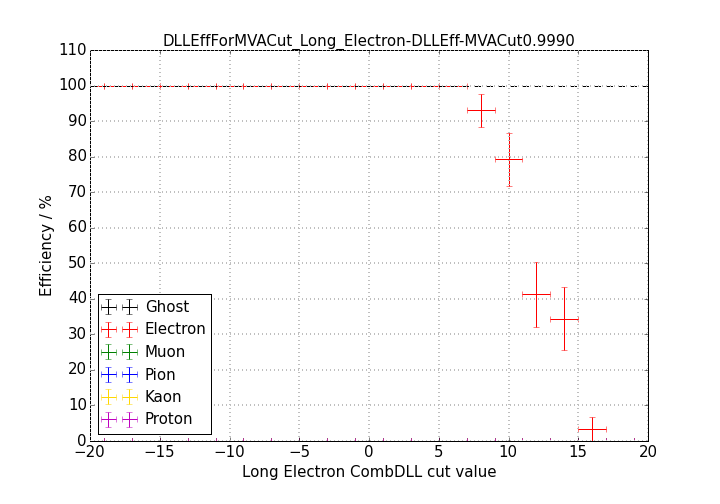 DLLEffForMVACut_Long_Electron-DLLEff-MVACut0.9990
110
100
90
80
70
60
50
40
30
20
10
0
Efficiency / %
Ghost
Electron
Muon
Pion
Kaon
Proton
−20 −15 −10 −5 0 5 10 15 20
Long Electron CombDLL cut value